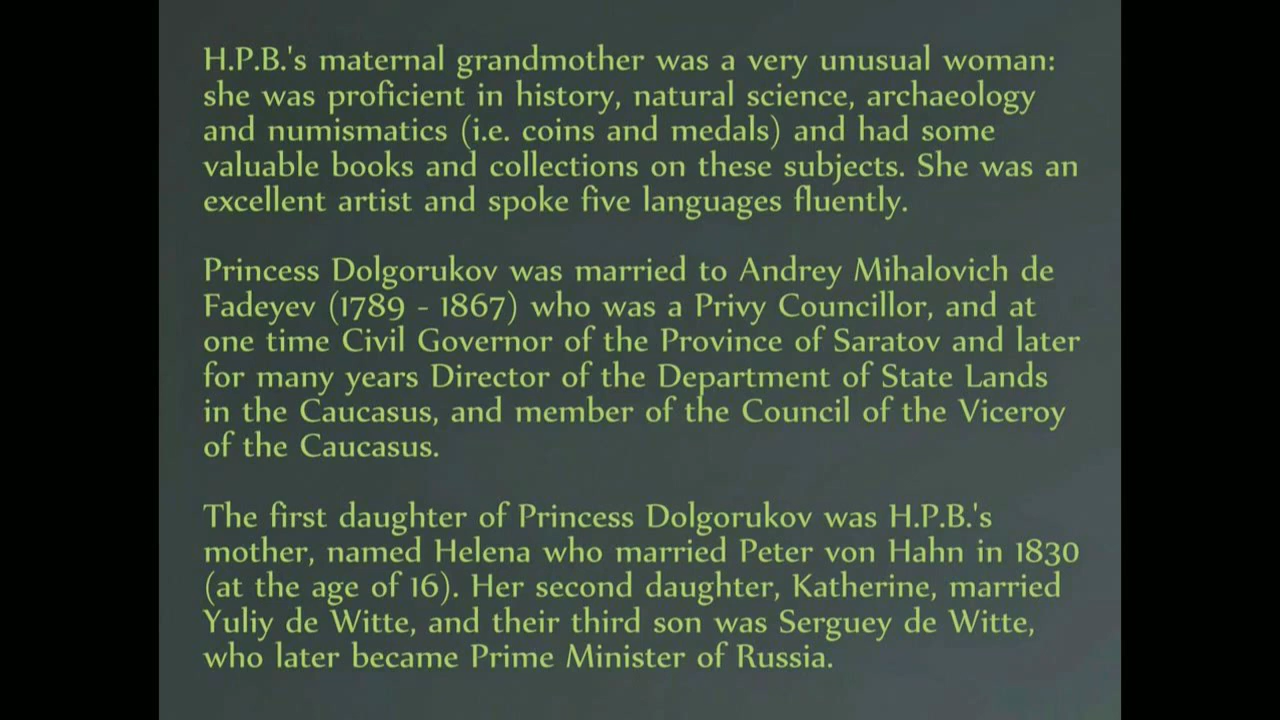 H.P.B.'s maternal grandmother was a very unusual woman:
she was proficient in history, natural science, archaeology
and numismatics (i.e. coins and medals) and had some
valuable books and collections on these subjects. She was an
excellent artist and spoke five languages fluently.
Princess Dolgorukov was married to Andrey Mihalovich de
Fadeyev (1789 - 1867) who was a Privy Councillor, and at
one time Civil Governor of the Province of Saratov and later
for many years Director of the Department of State Lands
in the Caucasus, and member of the Council of the Viceroy
of the Caucasus.
The first daughter of Princess Dolgorukov was H.P.B.'s
mother, named Helena who married Peter von Hahn in 1830
(at the age of 16). Her second daughter, Katherine, married
Yuliy de Witte, and their third son was Serguey de Witte,
who later became Prime Minister of Russia.